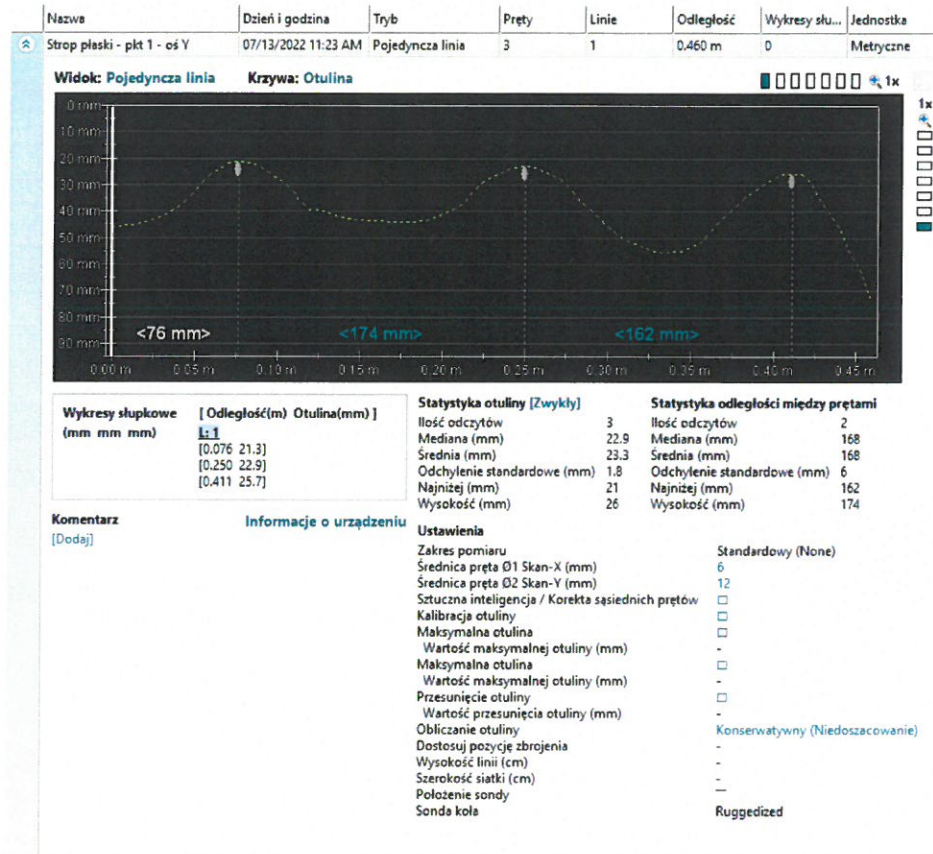 Nazwa Dzień i godzina Tryb Pręty Linie Odległość Wykresy słu... Jednostka
Strop płaski - pkt 1 - oś Y 07/13/2022 11:23 AM Pojedyncza linia 3 1 0.460 m 0 Metryczne
Widok: Pojedyncza linia Krzywa: Otulina 1x
1x
0 mm
10 mm
20 mm
30 mm
40 mm
50 mm
60 mm
70 mm
80 mm
90 mm
<76 mm> <174 mm> <162 mm>
0.00 m 0.05 m 0.10 m 0.15 m 0.20 m 0.25 m 0.30 m 0.35 m 0.40 m 0.45 m
Wykresy słupkowe
(mm mm mm)
[ Odległość(m) Otulina(mm) ]
L: 1
[0.076 21.3]
[0.250 22.9]
[0.411 25.7]
Statystyka otuliny [Zwykły]
Ilość odczytów 3
Mediana (mm) 22.9
Średnia (mm) 23.3
Odchylenie standardowe (mm) 1.8
Najniżej (mm) 21
Wysokość (mm) 26
Statystyka odległości między prętami
Ilość odczytów 2
Mediana (mm) 168
Średnia (mm) 168
Odchylenie standardowe (mm) 6
Najniżej (mm) 162
Wysokość (mm) 174
Komentarz
[Dodaj]
Informacje o urządzeniu
Ustawienia
Zakres pomiaru Standardowy (None)
Średnica pręta Ø1 Skan-X (mm) 6
Średnica pręta Ø2 Skan-Y (mm) 12
Sztuczna inteligencja / Korekta sąsiednich prętów
Kalibracja otuliny
Maksymalna otulina
Wartość maksymalnej otuliny (mm) -
Maksymalna otulina
Wartość maksymalnej otuliny (mm) -
Przesunięcie otuliny
Wartość przesunięcia otuliny (mm) -
Obliczanie otuliny Konserwatywny (Niedoszacowanie)
Dostosuj pozycję zbrojenia -
Wysokość linii (cm) -
Szerokość siatki (cm) -
Położenie sondy —
Sonda koła Ruggedized